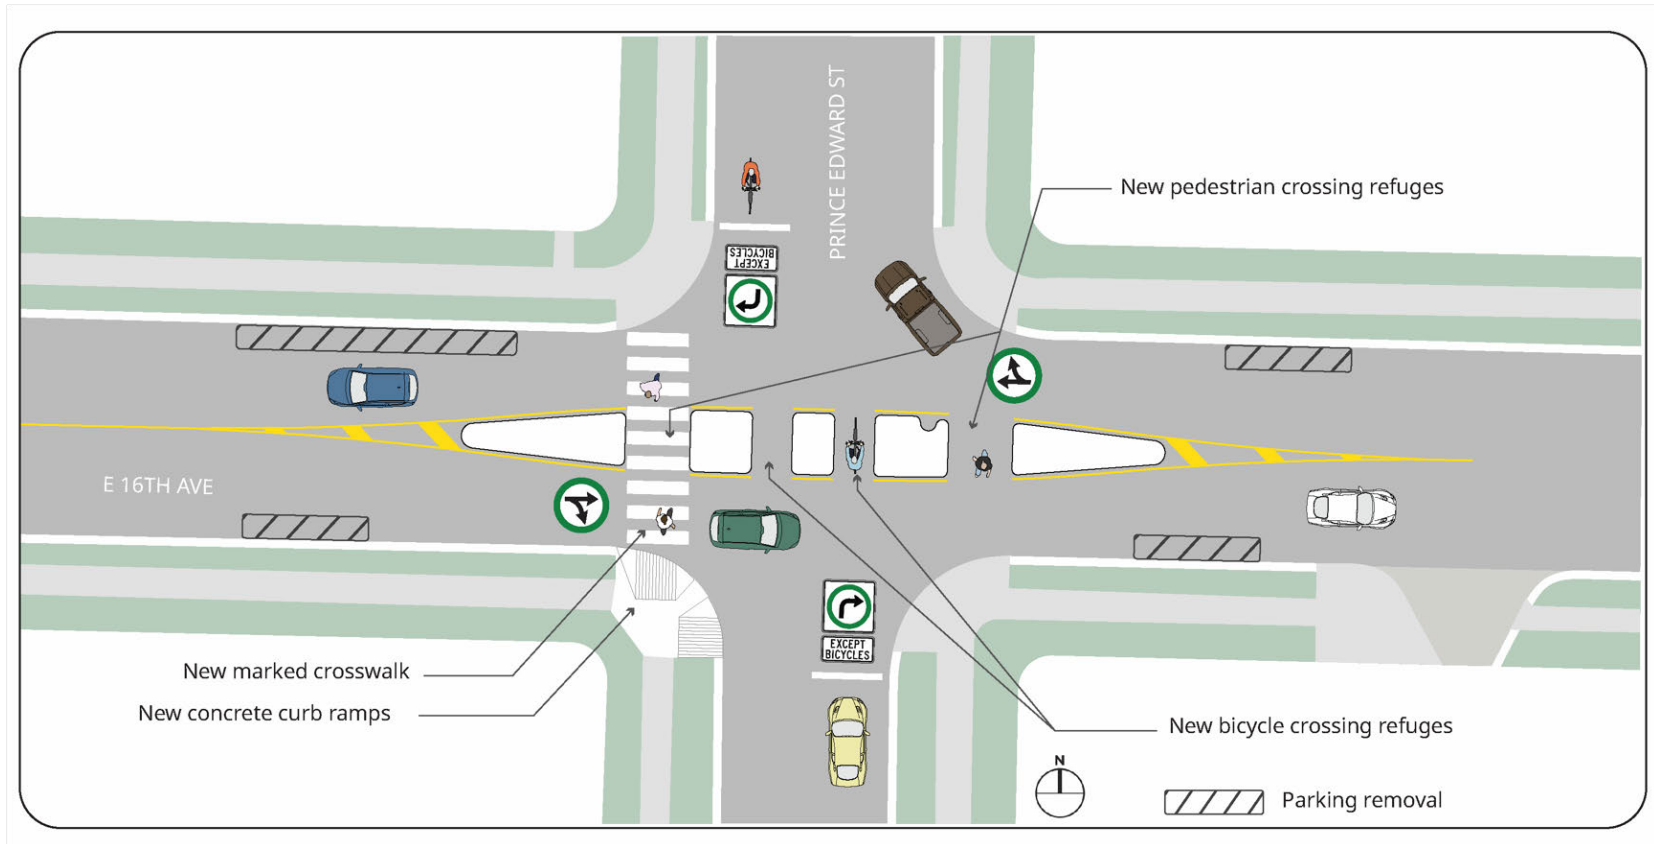 PRINCE EDWARD ST
New pedestrian crossing refuges
EXCEPT
BICYCLES
E 16TH AVE
EXCEPT
BICYCLES
New marked crosswalk
New concrete curb ramps
New bicycle crossing refuges
N
Parking removal